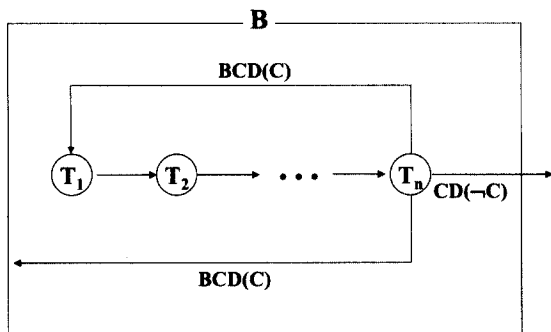 B
BCD(C)
T1 T2 • • • Tn
CD(¬C)
BCD(C)